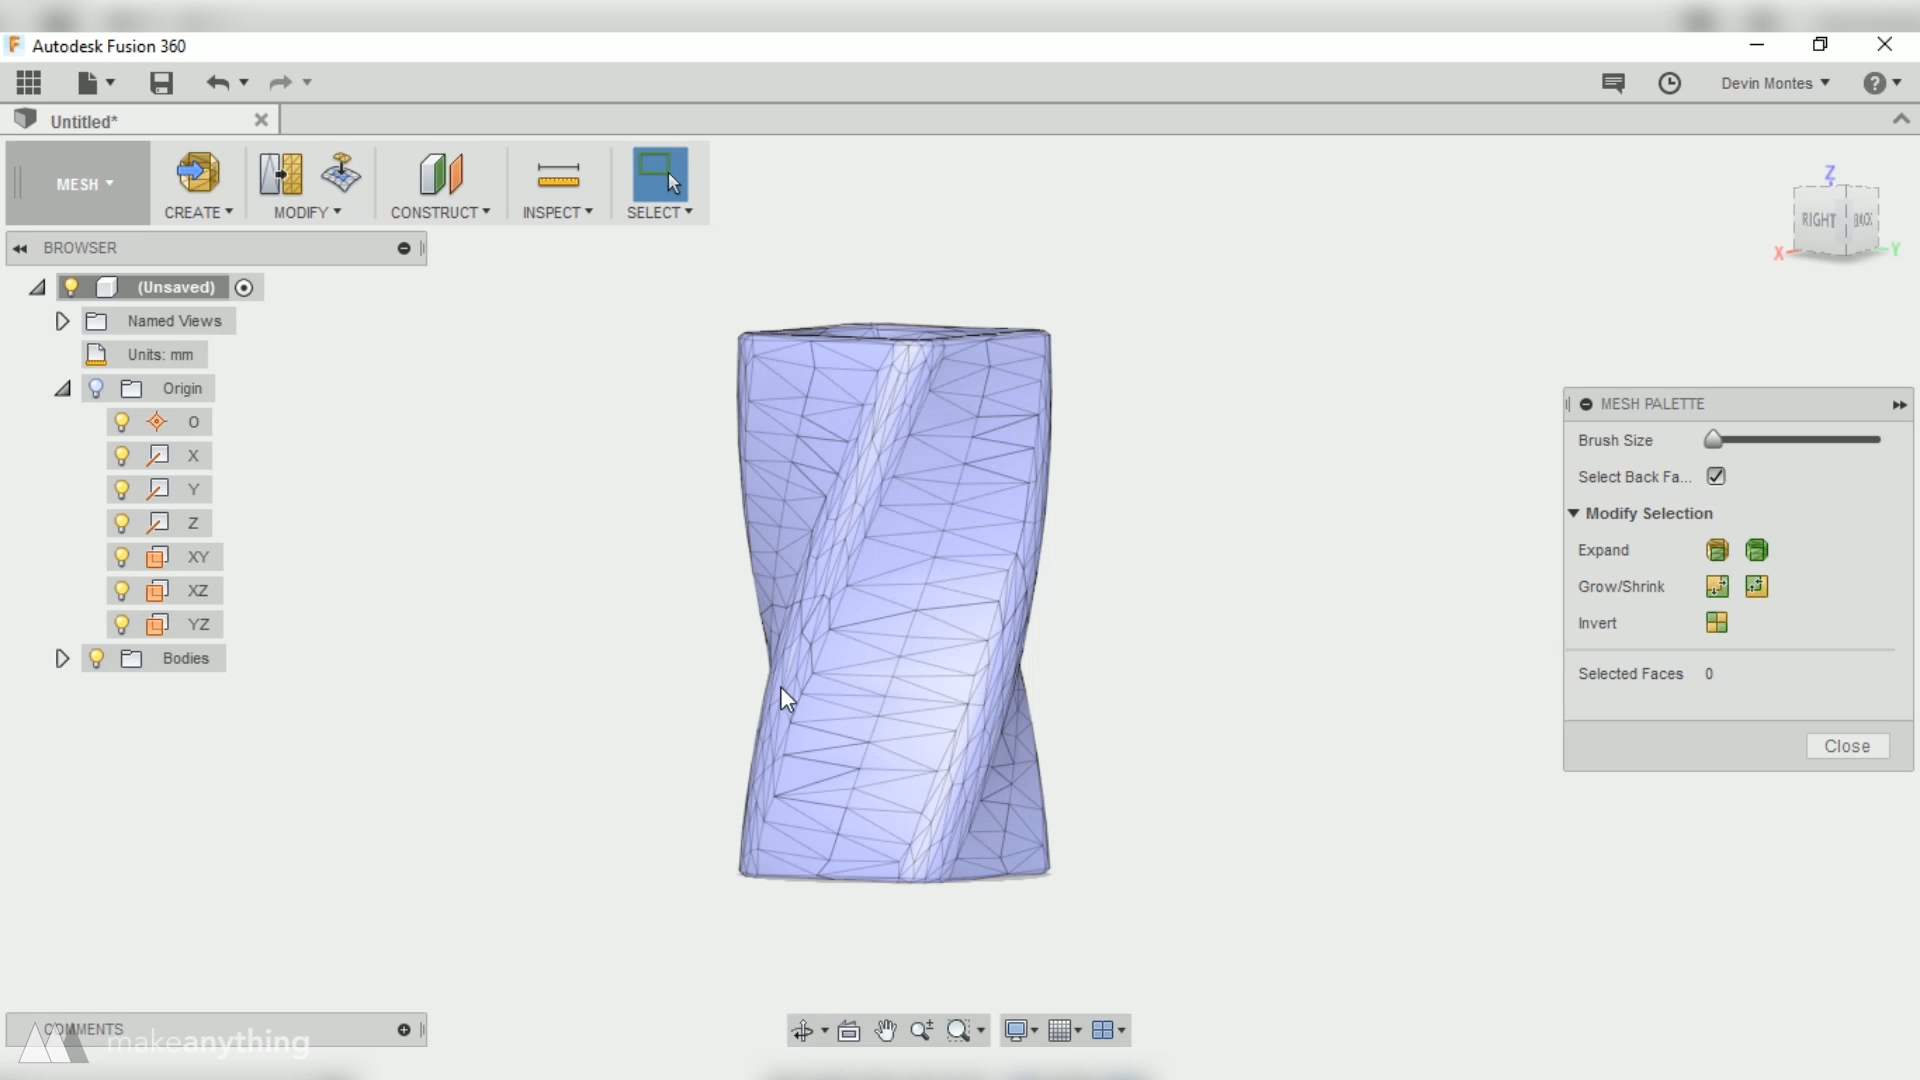 Autodesk Fusion 360
Devin Montes
Untitled*
MESH
CREATE
MODIFY
CONSTRUCT
INSPECT
SELECT
Z
RIGHT
BACK
X
Y
BROWSER
(Unsaved)
Named Views
Units: mm
Origin
O
X
Y
Z
XY
XZ
YZ
Bodies
MESH PALETTE
Brush Size
Select Back Fa...
Modify Selection
Expand
Grow/Shrink
Invert
Selected Faces 0
Close
COMMENTS
makeanything